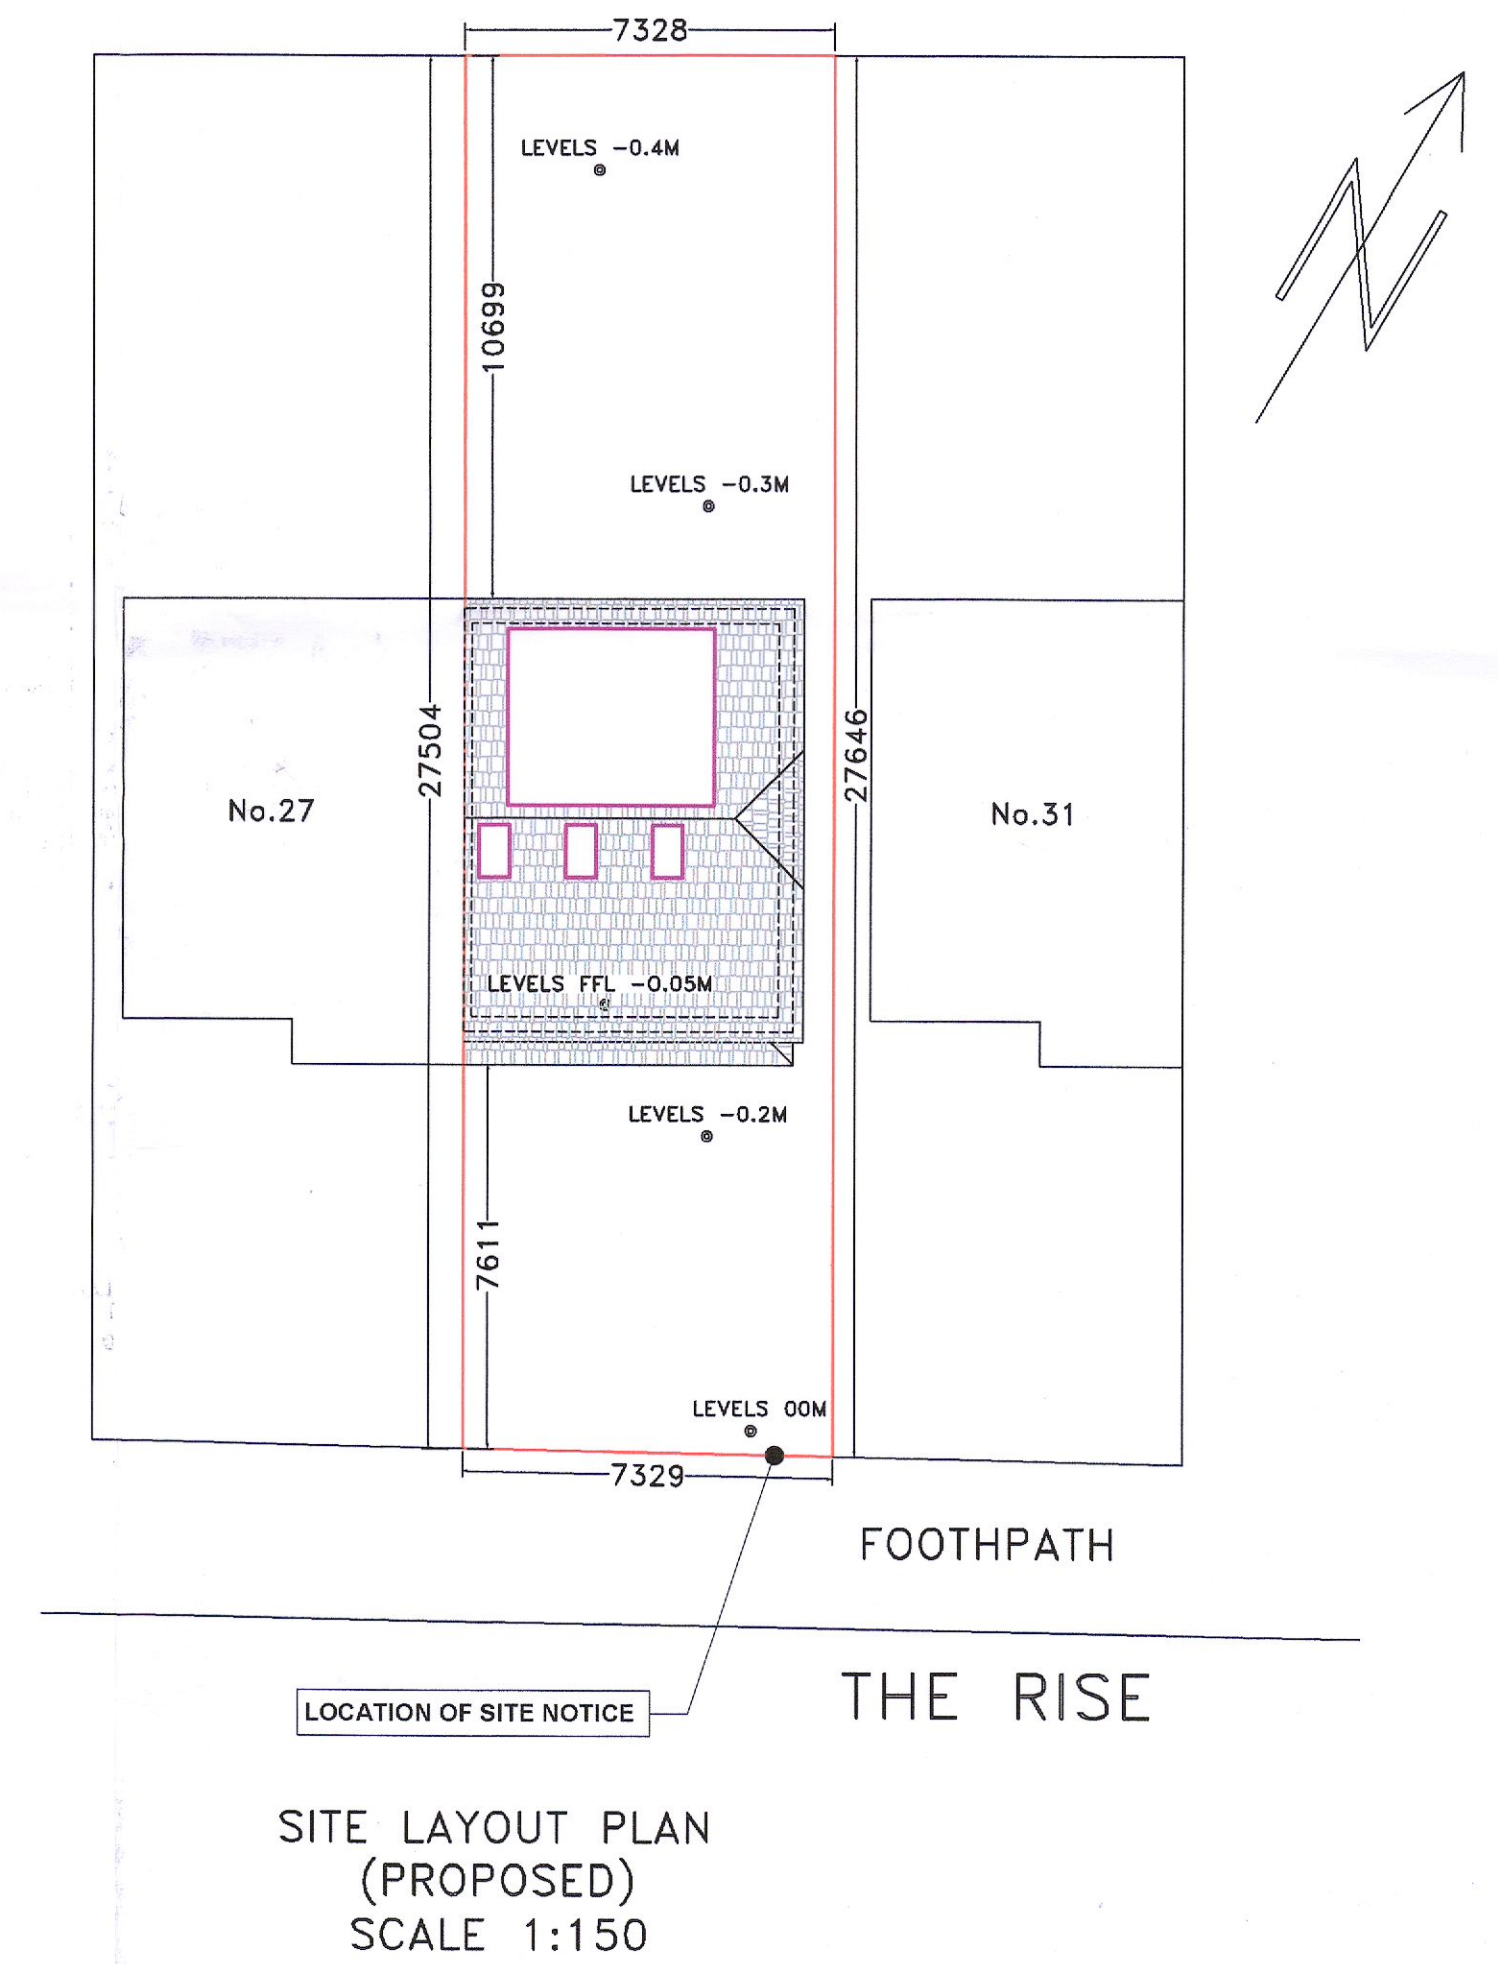 7328
LEVELS -0.4M
N
10699
LEVELS -0.3M
27504
27646
No.27
No.31
LEVELS FFL -0.05M
LEVELS -0.2M
7611
LEVELS 00M
7329
FOOTHPATH
THE RISE
LOCATION OF SITE NOTICE
SITE LAYOUT PLAN
(PROPOSED)
SCALE 1:150